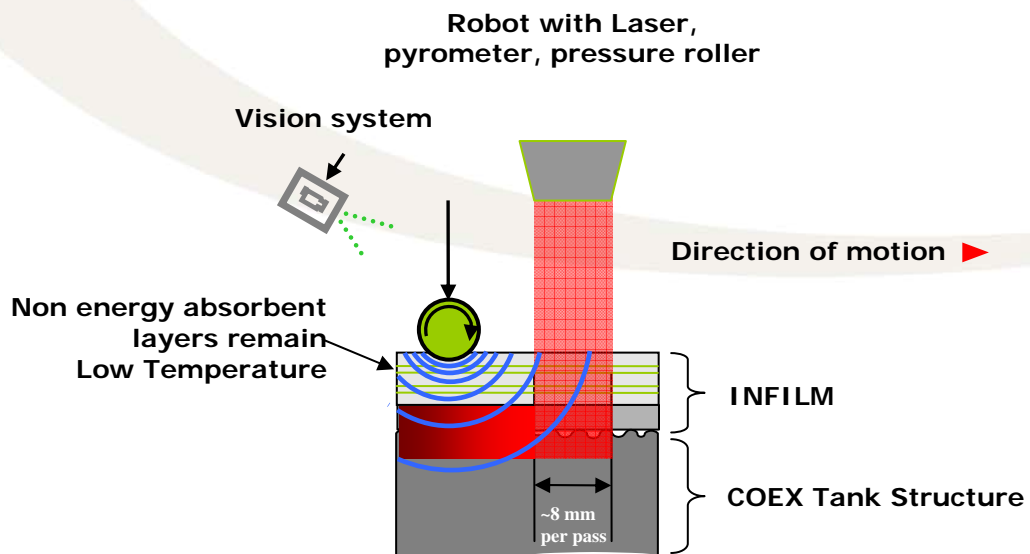 Robot with Laser,
pyrometer, pressure roller
Vision system
Direction of motion
Non energy absorbent
layers remain
Low Temperature
INFILM
COEX Tank Structure
~8 mm
per pass